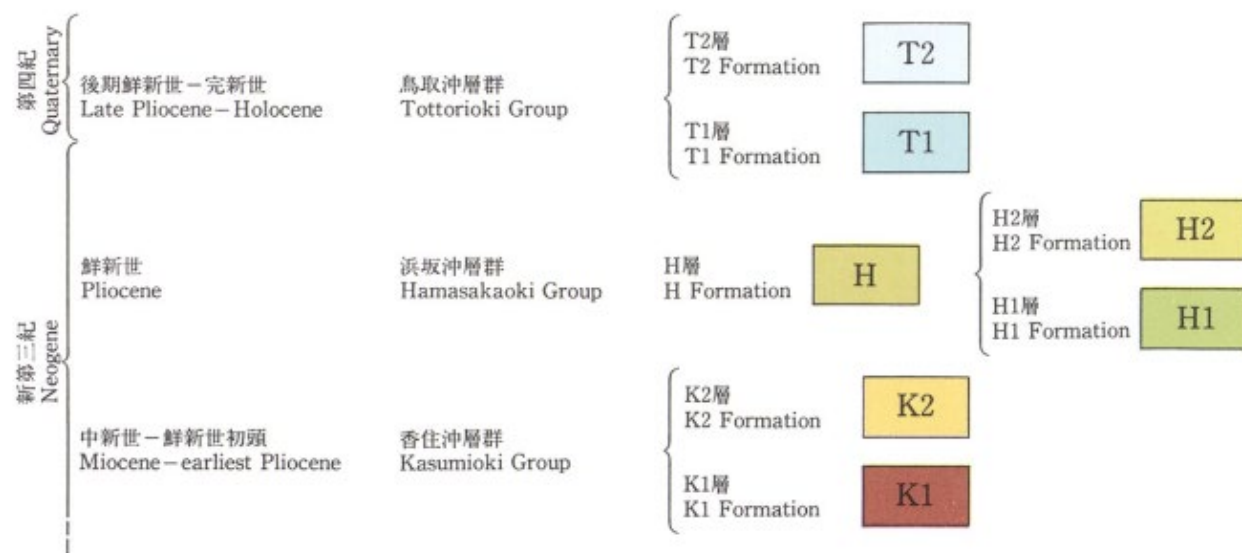 第四紀
Quaternary
後期鮮新世－完新世
Late Pliocene－Holocene
鳥取沖層群
Tottorioki Group
T2層
T2 Formation
T2
T1層
T1 Formation
T1
新第三紀
Neogene
鮮新世
Pliocene
浜坂沖層群
Hamasakaoki Group
H層
H Formation
H
H2層
H2 Formation
H2
H1層
H1 Formation
H1
中新世－鮮新世初頭
Miocene－earliest Pliocene
香住沖層群
Kasumioki Group
K2層
K2 Formation
K2
K1層
K1 Formation
K1